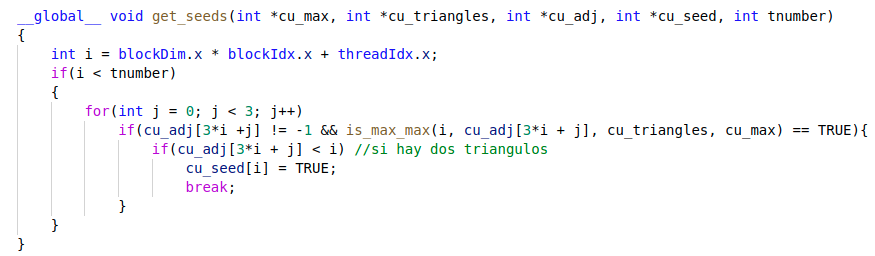 __global__ void get_seeds(int *cu_max, int *cu_triangles, int *cu_adj, int *cu_seed, int tnumber)
{
    int i = blockDim.x * blockIdx.x + threadIdx.x;
    if(i < tnumber)
    {
        for(int j = 0; j < 3; j++)
            if(cu_adj[3*i +j] != -1 && is_max_max(i, cu_adj[3*i + j], cu_triangles, cu_max) == TRUE){
                if(cu_adj[3*i + j] < i) //si hay dos triangulos
                    cu_seed[i] = TRUE;
                    break;
            }
    }
}